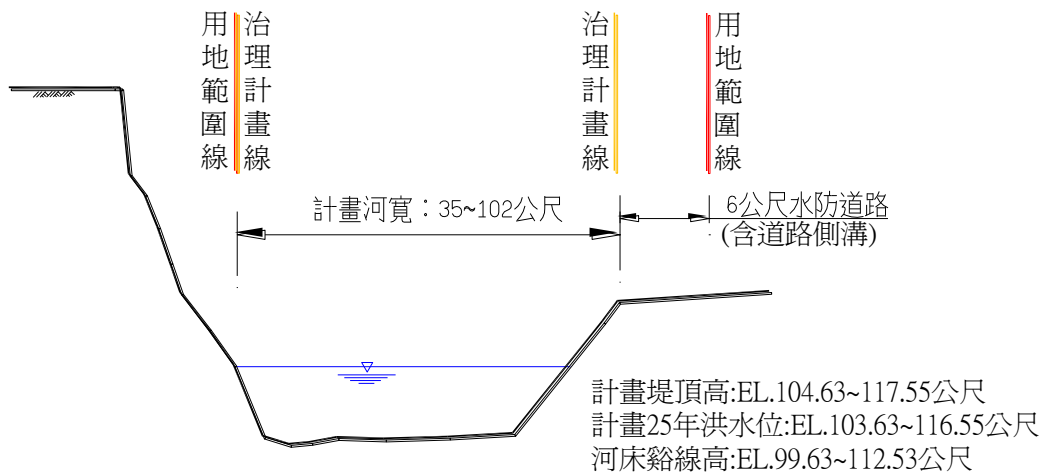 用地範圍線
治理計畫線
治理計畫線
用地範圍線
計畫河寬：35~102公尺
6公尺水防道路
(含道路側溝)
計畫堤頂高:EL.104.63~117.55公尺
計畫25年洪水位:EL.103.63~116.55公尺
河床谿線高:EL.99.63~112.53公尺